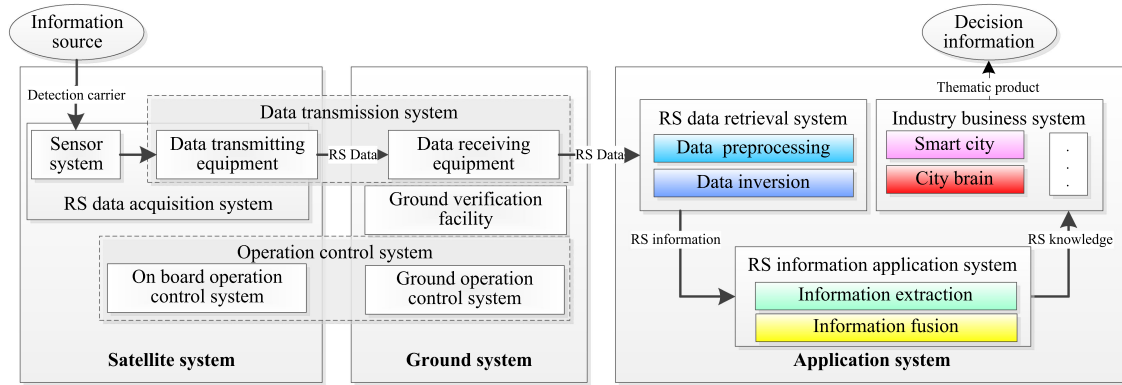 Information
source
Detection carrier
Data transmission system
Sensor
system
Data transmitting
equipment
RS Data
Data receiving
equipment
RS data acquisition system
Ground verification
facility
Operation control system
On board operation
control system
Ground operation
control system
Satellite system
Ground system
RS Data
Decision
information
Thematic product
RS data retrieval system
Data preprocessing
Data inversion
Industry business system
Smart city
City brain
.
.
.
RS information
RS knowledge
RS information application system
Information extraction
Information fusion
Application system